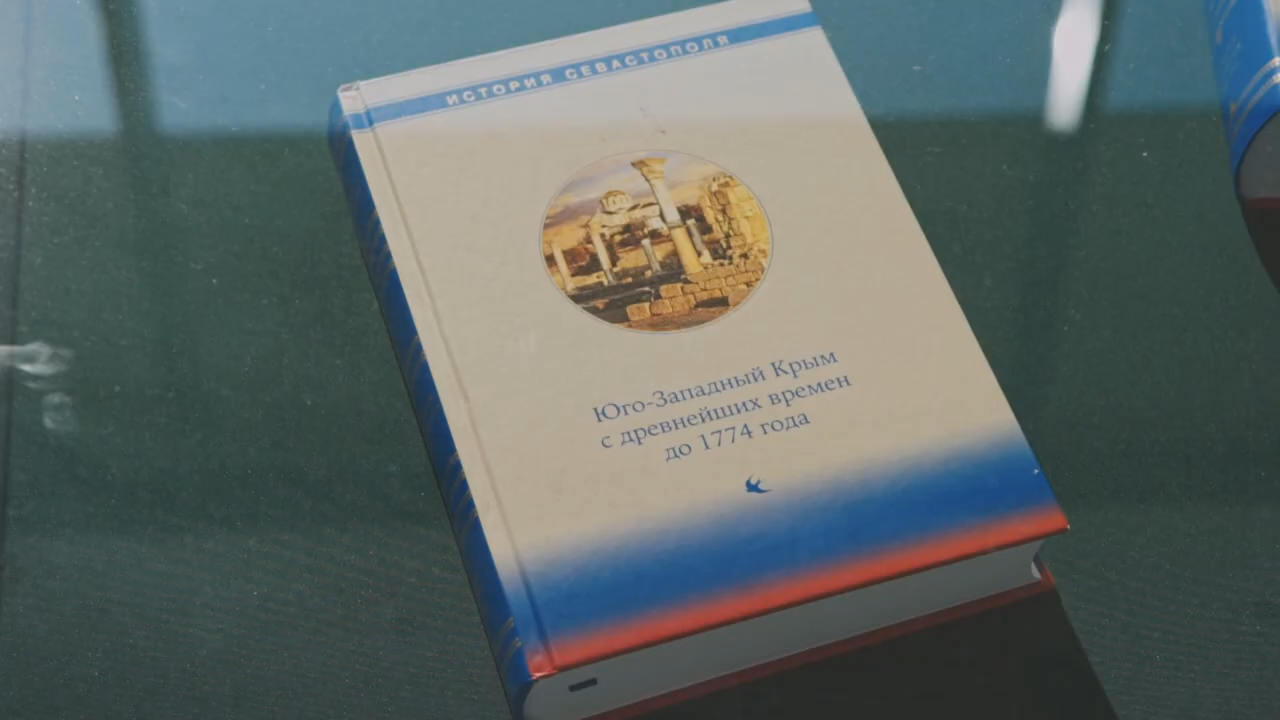 ИСТОРИЯ СЕВАСТОПОЛЯ
Юго-Западный Крым
с древнейших времен
до 1774 года